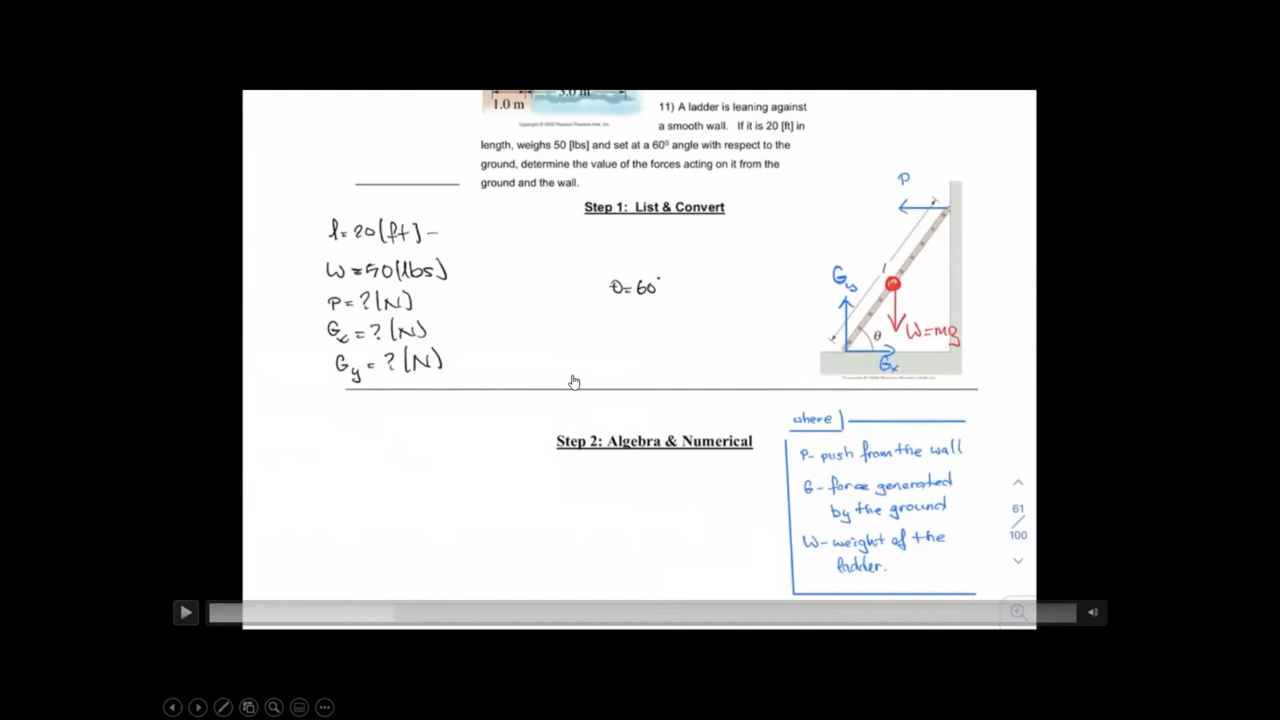 1.0 m
3.0 m
11) A ladder is leaning against
a smooth wall. If it is 20 [ft] in
length, weighs 50 [lbs] and set at a 60⁰ angle with respect to the
ground, determine the value of the forces acting on it from the
ground and the wall.
Step 1: List & Convert
l=20[ft] –
W=50[lbs]
P=?[N]
Gx=?[N]
Gy=?[N]
θ=60°
P
l
Gy
W=mg
θ
Gx
Step 2: Algebra & Numerical
where
P- push from the wall
G- force generated
by the ground
W- weight of the
ladder.
61
/
100